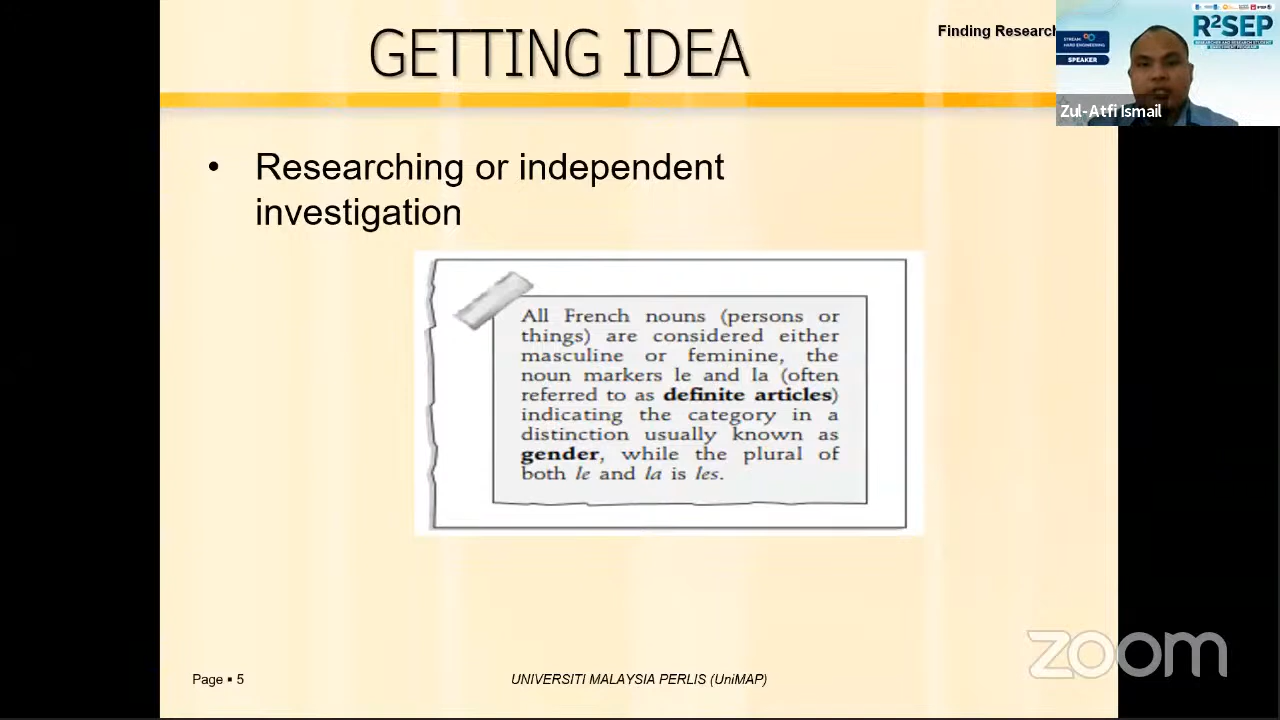 GETTING IDEA
Finding Research
R²SEP
SPEAKER
Zul-Atfi Ismail
• Researching or independent
investigation
All French nouns (persons or
things) are considered either
masculine or feminine, the
noun markers le and la (often
referred to as definite articles)
indicating the category in a
distinction usually known as
gender, while the plural of
both le and la is les.
zoom
Page ▪ 5
UNIVERSITI MALAYSIA PERLIS (UniMAP)